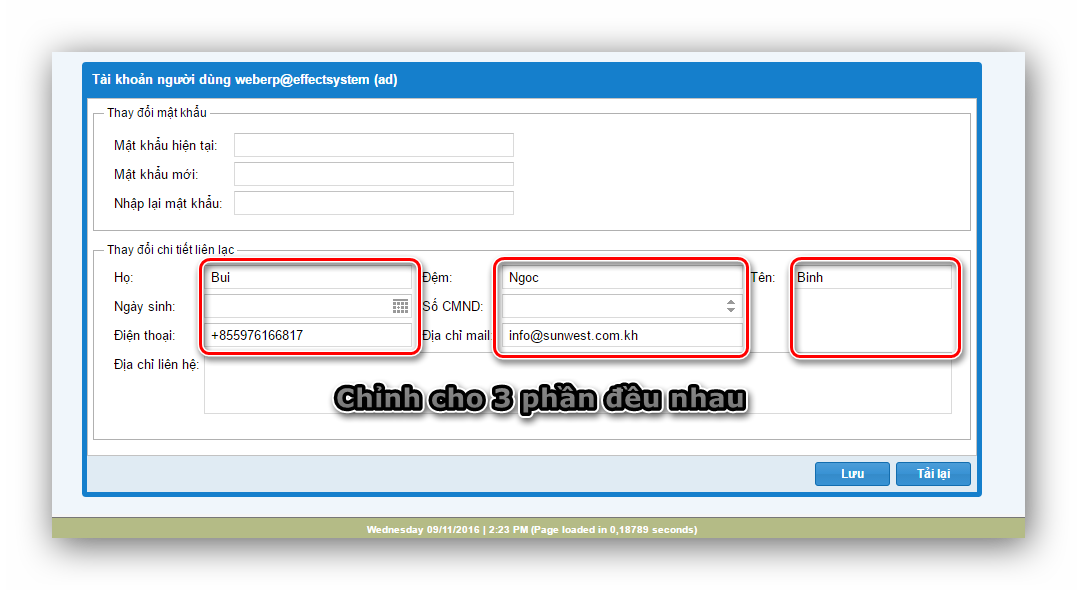 Tài khoản người dùng weberp@effectsystem (ad)
Thay đổi mật khẩu
Mật khẩu hiện tại:
Mật khẩu mới:
Nhập lại mật khẩu:
Thay đổi chi tiết liên lạc
Họ: Bui Đệm: Ngoc Tên: Binh
Ngày sinh: Số CMND:
Điện thoại: +855976166817 Địa chỉ mail: info@sunwest.com.kh
Địa chỉ liên hệ:
Chỉnh cho 3 phần đều nhau
Lưu Tải lại
Wednesday 09/11/2016 | 2:23 PM (Page loaded in 0,18789 seconds)